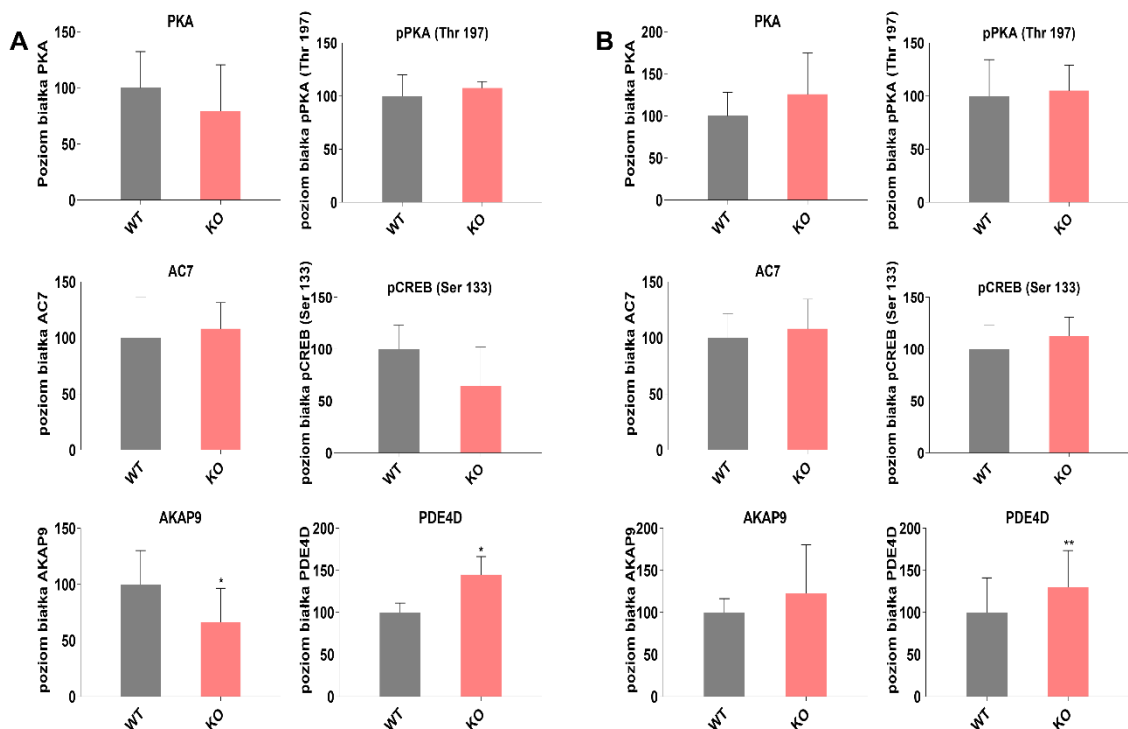 A
PKA
Poziom białka PKA
150
100
50
0
WT
KO
pPKA (Thr 197)
poziom białka pPKA (Thr 197)
150
100
50
0
WT
KO
AC7
poziom białka AC7
150
100
50
0
WT
KO
pCREB (Ser 133)
poziom białka pCREB (Ser 133)
150
100
50
0
WT
KO
AKAP9
poziom białka AKAP9
150
100
50
0
*
WT
KO
PDE4D
poziom białka PDE4D
200
150
100
50
0
*
WT
KO
B
PKA
Poziom białka PKA
200
150
100
50
0
WT
KO
pPKA (Thr 197)
poziom białka pPKA (Thr 197)
150
100
50
0
WT
KO
AC7
poziom białka AC7
150
100
50
0
WT
KO
pCREB (Ser 133)
poziom białka pCREB (Ser 133)
150
100
50
0
WT
KO
AKAP9
poziom białka AKAP9
200
150
100
50
0
WT
KO
PDE4D
poziom białka PDE4D
200
150
100
50
0
**
WT
KO